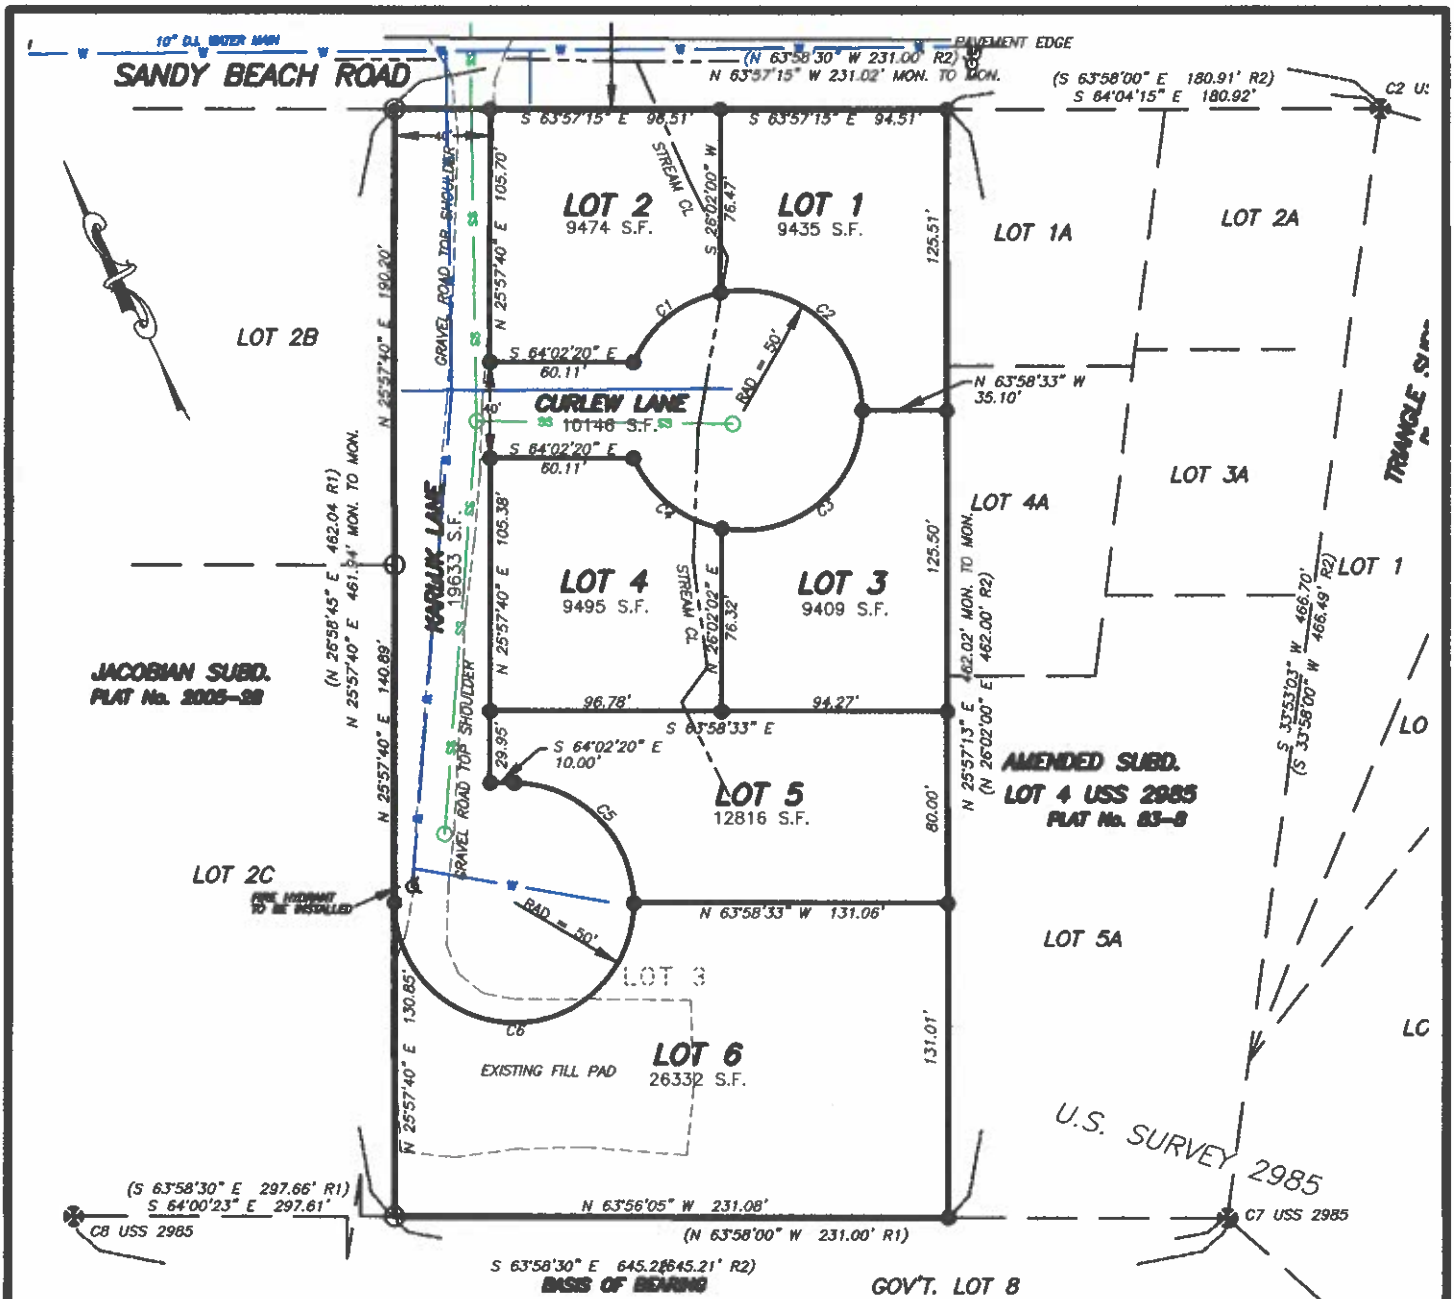 10" D.I. WATER MAIN
PAVEMENT EDGE
SANDY BEACH ROAD
(N 63°58'30" W 231.00' R2)
N 63°57'15" W 231.02' MON. TO MON.
(S 63°58'00" E 180.91' R2)
S 64°04'15" E 180.92'
C2 U
S 63°57'15" E 96.51'
S 63°57'15" E 94.51'
40'
GRAVEL ROAD TOP SHOULDER
N 25°57'40" E 105.70'
STREAM CL
S 26°02'00" W
76.47'
LOT 2
9474 S.F.
LOT 1
9435 S.F.
125.51'
LOT 1A
LOT 2A
N 25°57'40" E 190.20'
LOT 2B
C1
C2
RAD = 50'
S 64°02'20" E
60.11'
N 63°58'33" W
35.10'
CURLEW LANE
10146 S.F.
40'
S 64°02'20" E
60.11'
TRIANGLE
C4
C3
LOT 3A
LOT 4A
(N 26°58'45" E 462.04 R1)
N 25°57'40" E 461.94' MON. TO MON.
KARLUK LANE
19633 S.F.
N 25°57'40" E 105.38'
LOT 4
9495 S.F.
STREAM CL
N 26°02'02" E
76.32'
LOT 3
9409 S.F.
125.50'
N 25°57'13" E 462.02' MON. TO MON.
(N 26°02'00" E 462.00' R2)
LOT 1
S 33°53'03" W 466.70'
(S 33°58'00" W 466.49' R2)
JACOBIAN SUBD.
PLAT No. 2005-28
N 25°57'40" E 140.89'
GRAVEL ROAD TOP SHOULDER
96.78'
94.27'
S 63°58'33" E
29.95'
S 64°02'20" E
10.00'
LO
AMENDED SUBD.
LOT 4 USS 2985
PLAT No. 83-8
C5
LOT 5
12816 S.F.
80.00'
LOT 2C
FIRE HYDRANT
TO BE INSTALLED
W
RAD = 50'
N 63°58'33" W 131.06'
LOT 5A
LOT 3
N 25°57'40" E 130.85'
C6
EXISTING FILL PAD
LOT 6
26332 S.F.
131.01'
LO
U.S. SURVEY 2985
(S 63°58'30" E 297.66' R1)
S 64°00'23" E 297.61'
C8 USS 2985
N 63°56'05" W 231.08'
(N 63°58'00" W 231.00' R1)
C7 USS 2985
S 63°58'30" E 645.21' R2)
BASIS OF BEARING
GOV'T. LOT 8